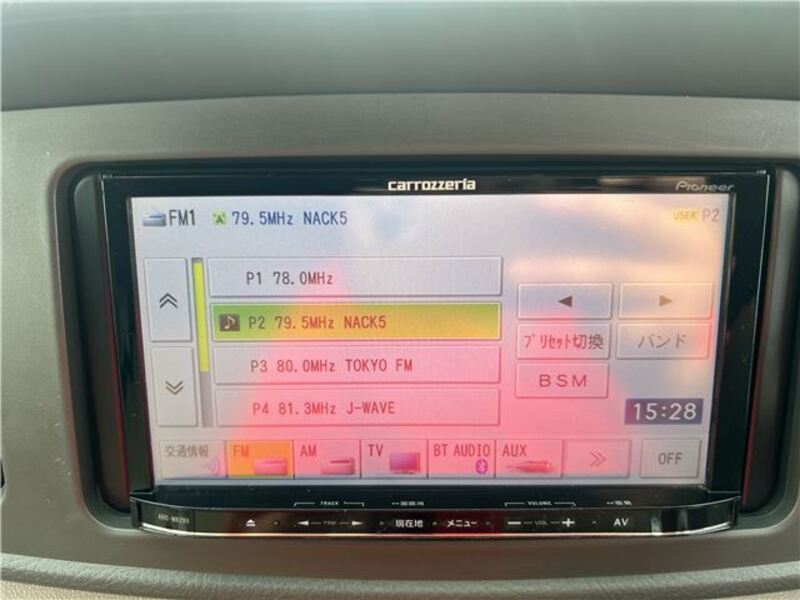 carrozzeria
Pioneer
FM1 79.5MHz NACK5
USER P2
P1 78.0MHz
P2 79.5MHz NACK5
P3 80.0MHz TOKYO FM
P4 81.3MHz J-WAVE
プリセット切換
バンド
BSM
15:28
交通情報
FM
AM
TV
BT AUDIO
AUX
OFF
TRACK
VOLUME
現在地
メニュー
VOL
AV